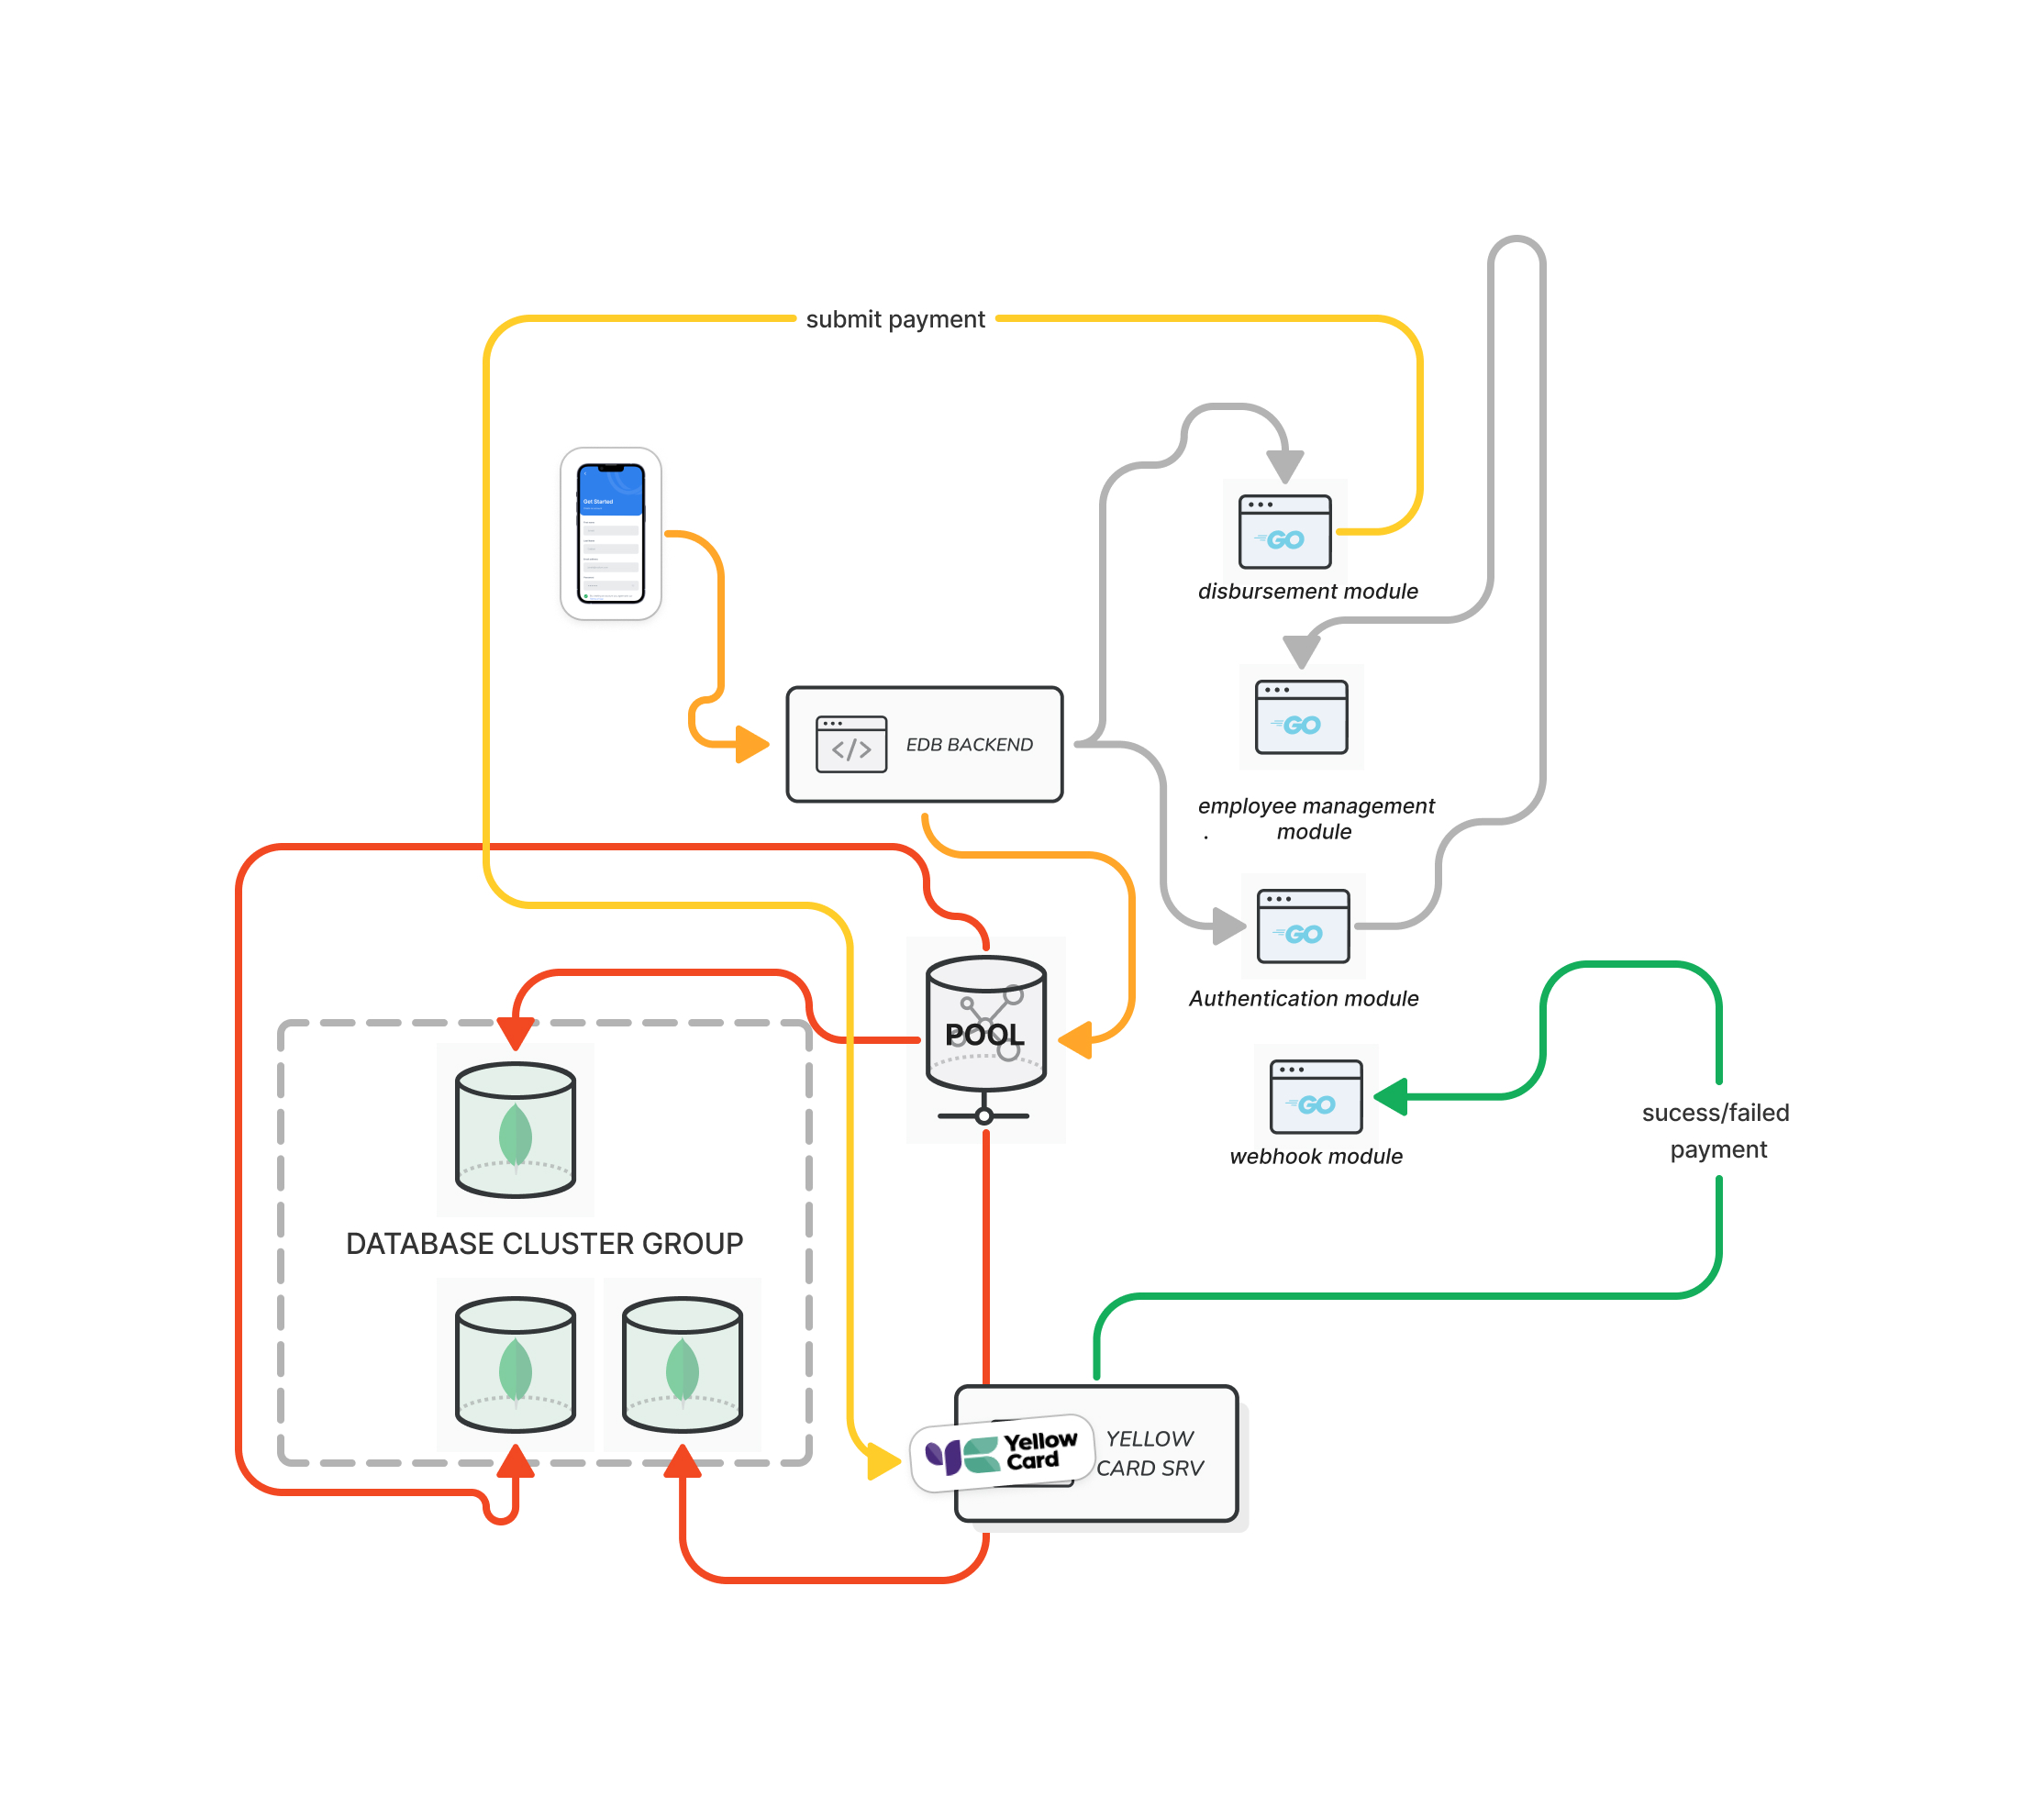 submit payment
Get Started
GO
disbursement module
GO
EDB BACKEND
employee management
. module
GO
POOL
Authentication module
GO
sucess/failed
payment
webhook module
DATABASE CLUSTER GROUP
Yellow
Card
YELLOW
CARD SRV